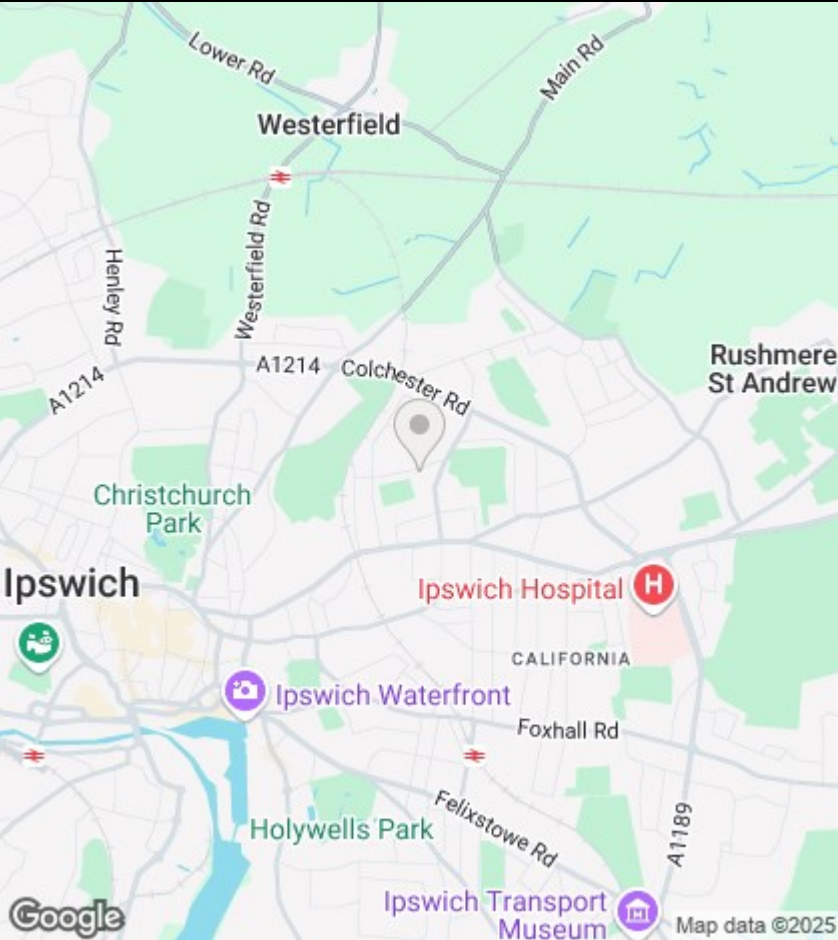 Lower Rd
Main Rd
Westerfield
Westerfield Rd
Henley Rd
A1214
A1214
Colchester Rd
Rushmere
St Andrew
Christchurch
Park
Ipswich
Ipswich Hospital
H
CALIFORNIA
Ipswich Waterfront
Foxhall Rd
Holywells Park
Felixstowe Rd
A1189
Ipswich Transport
Museum
Google
Map data ©2025